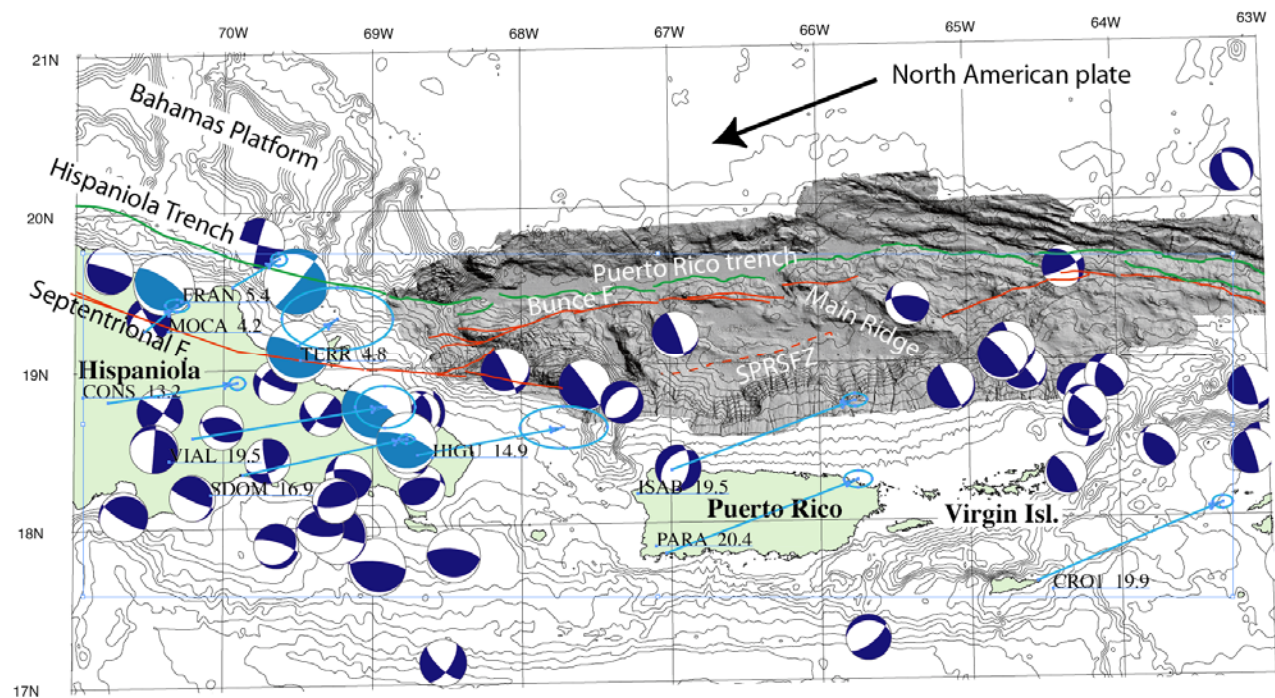 70W 69W 68W 67W 66W 65W 64W 63W
21N
North American plate
Bahamas Platform
Hispaniola Trench
20N
Puerto Rico trench
FRAN 5.4
Bunce F.
Septentrional F.
MOCA 4.2
Main Ridge
TERR 4.8
SPRSFZ
19N
Hispaniola
CONS 13.2
VIAL 19.5
HIGU 14.9
SDOM 16.9
ISAB 19.5
Puerto Rico
Virgin Isl.
18N
PARA 20.4
CRO1 19.9
17N